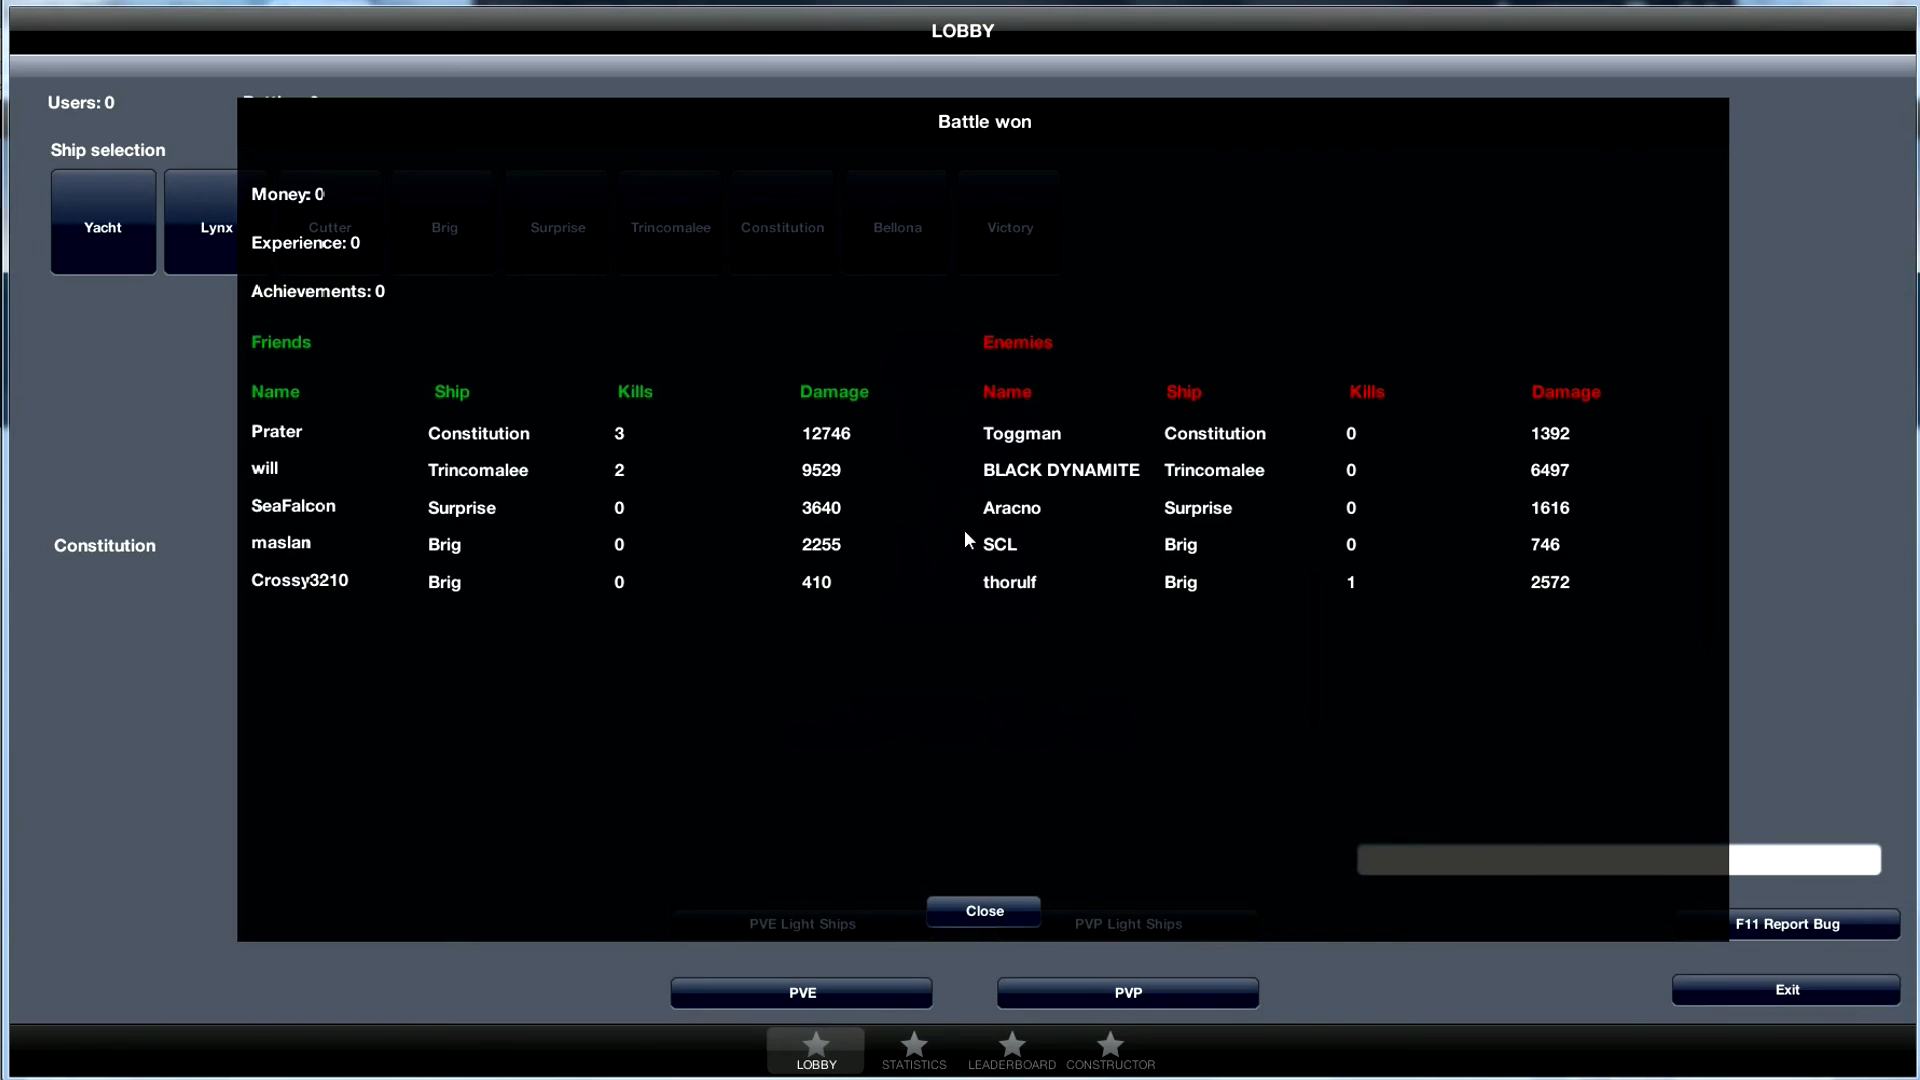 LOBBY
Users: 0
Battle won
Ship selection
Yacht Lynx Cutter Brig Surprise Trincomalee Constitution Bellona Victory
Money: 0
Experience: 0
Achievements: 0
Friends Enemies
Name Ship Kills Damage Name Ship Kills Damage
Prater Constitution 3 12746 Toggman Constitution 0 1392
will Trincomalee 2 9529 BLACK DYNAMITE Trincomalee 0 6497
SeaFalcon Surprise 0 3640 Aracno Surprise 0 1616
maslan Brig 0 2255 SCL Brig 0 746
Crossy3210 Brig 0 410 thorulf Brig 1 2572
Constitution
Close
PVE Light Ships PVP Light Ships F11 Report Bug
PVE PVP Exit
LOBBY STATISTICS LEADERBOARD CONSTRUCTOR